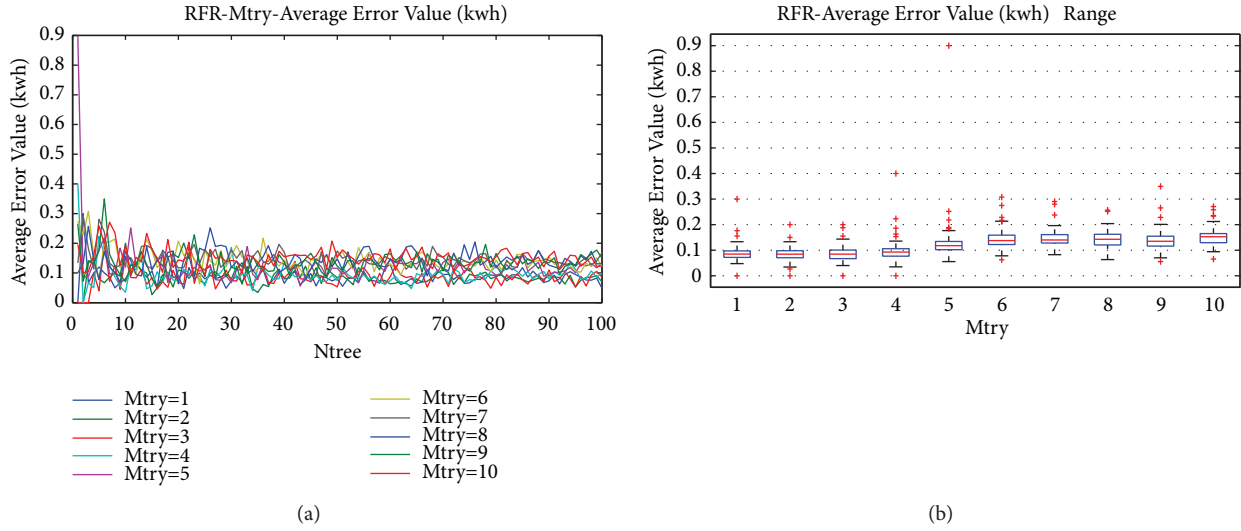 RFR-Mtry-Average Error Value (kwh)
Average Error Value (kwh)
0.9
0.8
0.7
0.6
0.5
0.4
0.3
0.2
0.1
0
0 10 20 30 40 50 60 70 80 90 100
Ntree
Mtry=1
Mtry=2
Mtry=3
Mtry=4
Mtry=5
Mtry=6
Mtry=7
Mtry=8
Mtry=9
Mtry=10
(a)
RFR-Average Error Value (kwh) Range
Average Error Value (kwh)
0.9
0.8
0.7
0.6
0.5
0.4
0.3
0.2
0.1
0
1 2 3 4 5 6 7 8 9 10
Mtry
(b)